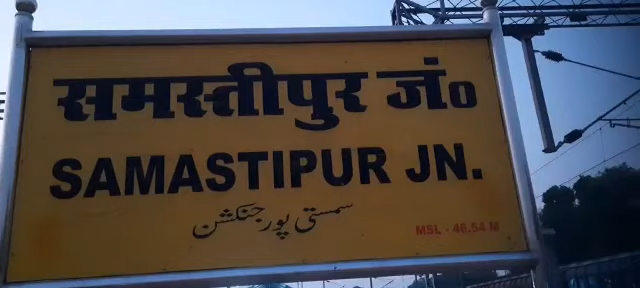 समस्तीपुर जं०
SAMASTIPUR JN.
سمستی پور جنکشن
MSL - 46.54 M